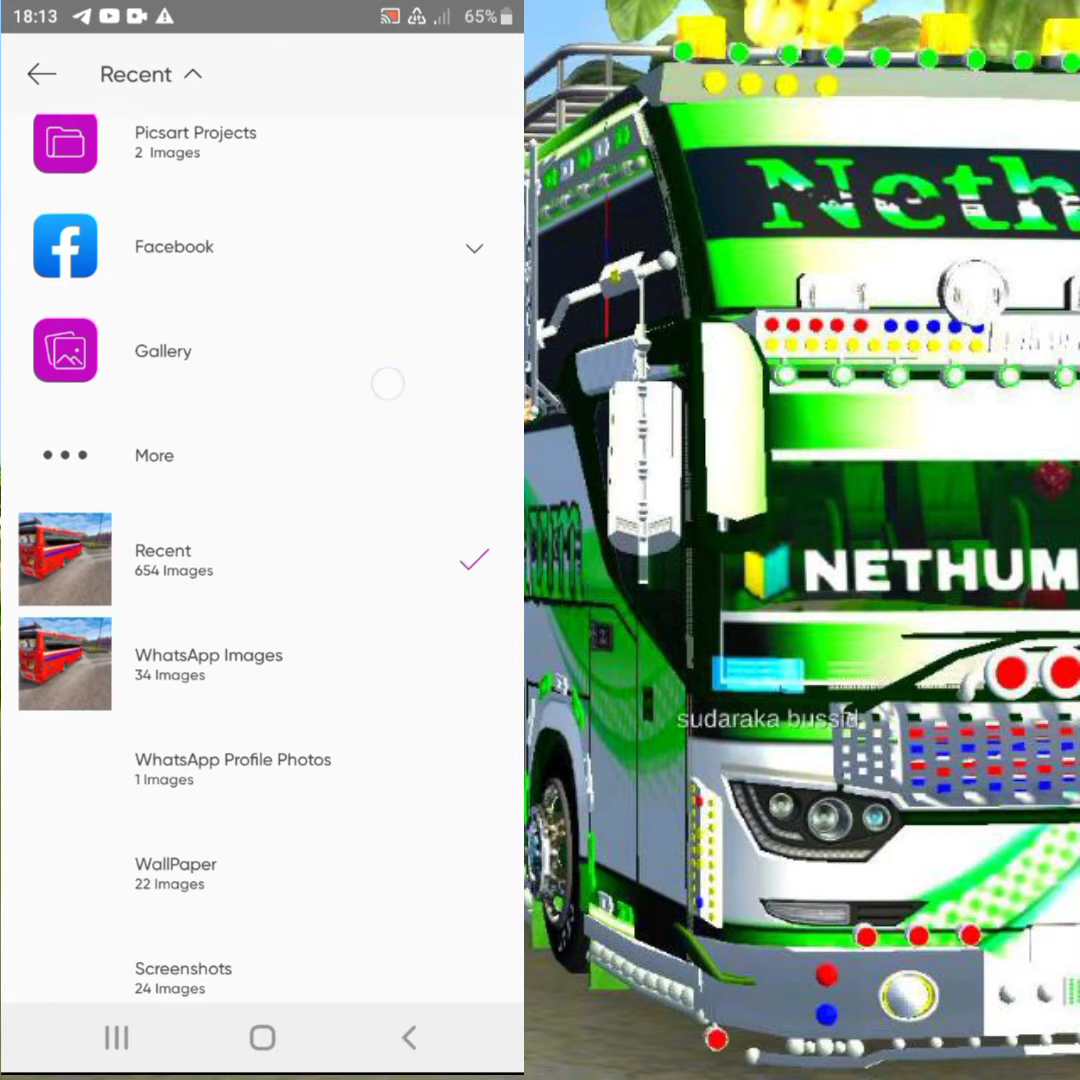 18:13
65%
Recent
Picsart Projects
2 Images
Facebook
Gallery
More
Recent
654 Images
WhatsApp Images
34 Images
WhatsApp Profile Photos
1 Images
WallPaper
22 Images
Screenshots
24 Images
Neth
NETHUM
sudaraka bussid